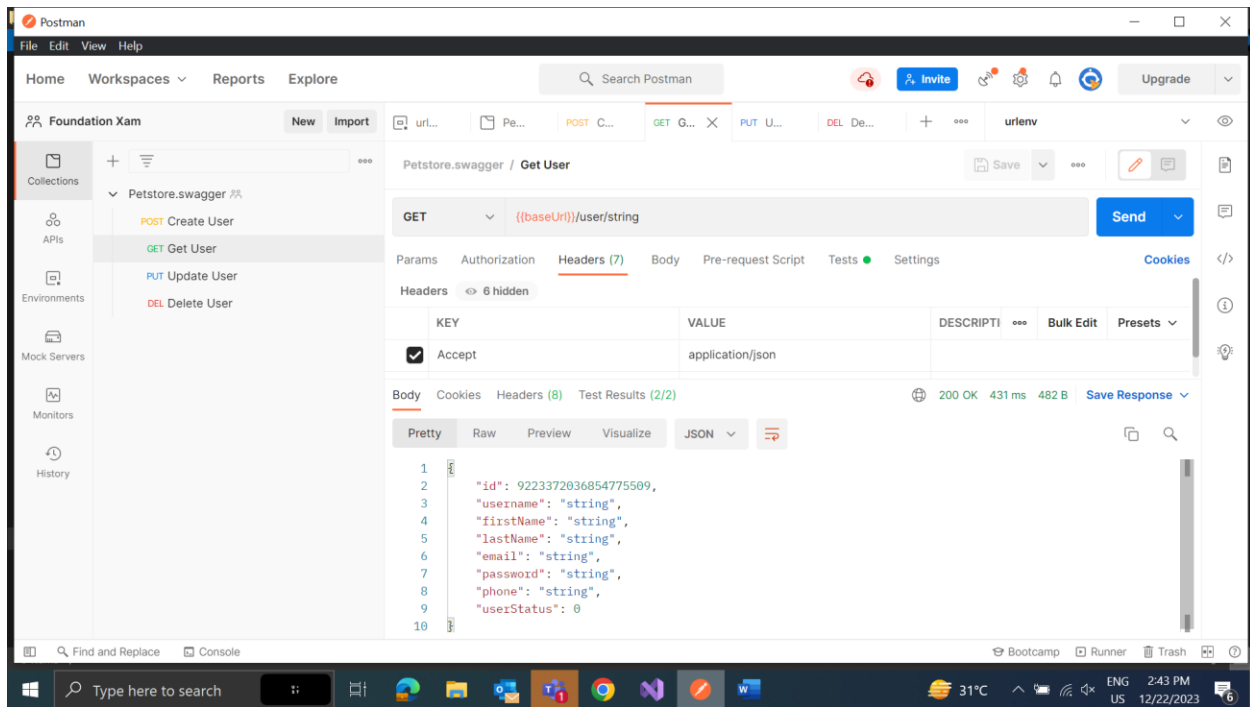 Postman
File Edit View Help
Home Workspaces Reports Explore Search Postman Invite Upgrade
Foundation Xam New Import url... Pe... POST C... GET G... PUT U... DEL De... urlenv
Collections
APIs
Environments
Mock Servers
Monitors
History
Petstore.swagger
POST Create User
GET Get User
PUT Update User
DEL Delete User
Petstore.swagger / Get User Save
GET {{baseUrl}}/user/string Send
Params Authorization Headers (7) Body Pre-request Script Tests Settings Cookies
Headers 6 hidden
KEY VALUE DESCRIPTI Bulk Edit Presets
Accept application/json
Body Cookies Headers (8) Test Results (2/2) 200 OK 431 ms 482 B Save Response
Pretty Raw Preview Visualize JSON
1 {
2 "id": 9223372036854775509,
3 "username": "string",
4 "firstName": "string",
5 "lastName": "string",
6 "email": "string",
7 "password": "string",
8 "phone": "string",
9 "userStatus": 0
10 }
Find and Replace Console Bootcamp Runner Trash
Type here to search 31°C ENG 2:43 PM
US 12/22/2023 6